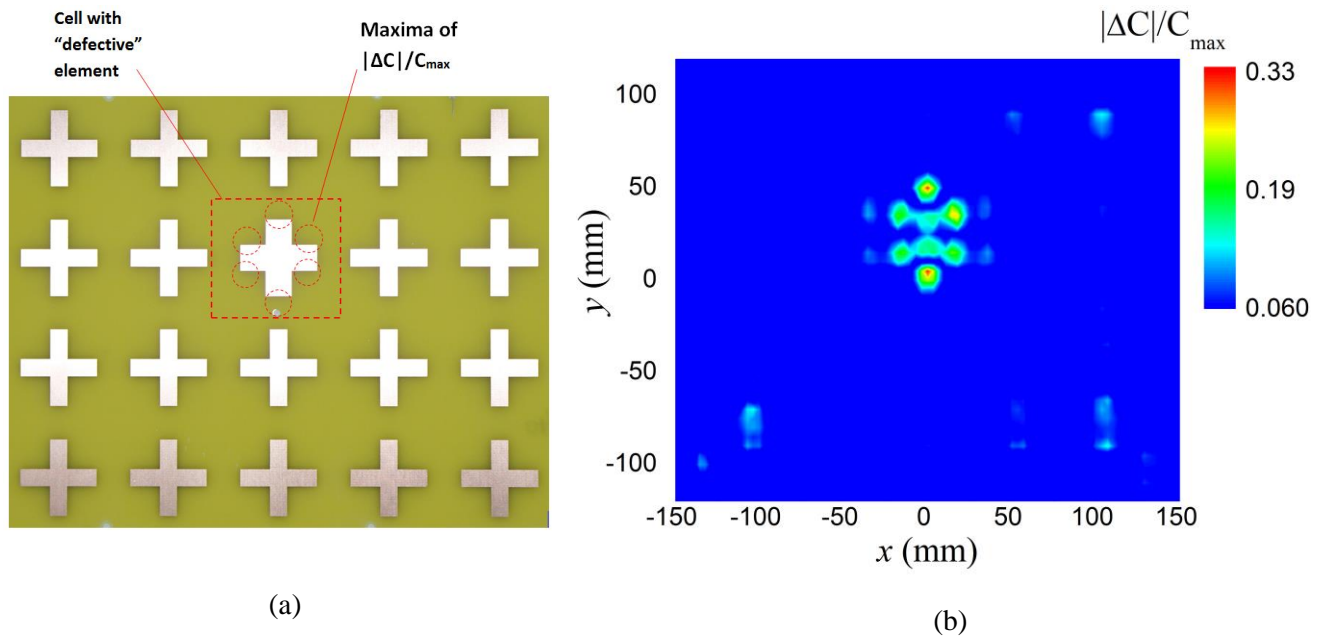 Cell with
“defective”
element
Maxima of
|ΔC|/Cmax
(a)
|ΔC|/Cmax
0.33
0.19
0.060
100
50
0
-50
-100
y (mm)
-150 -100 -50 0 50 100 150
x (mm)
(b)